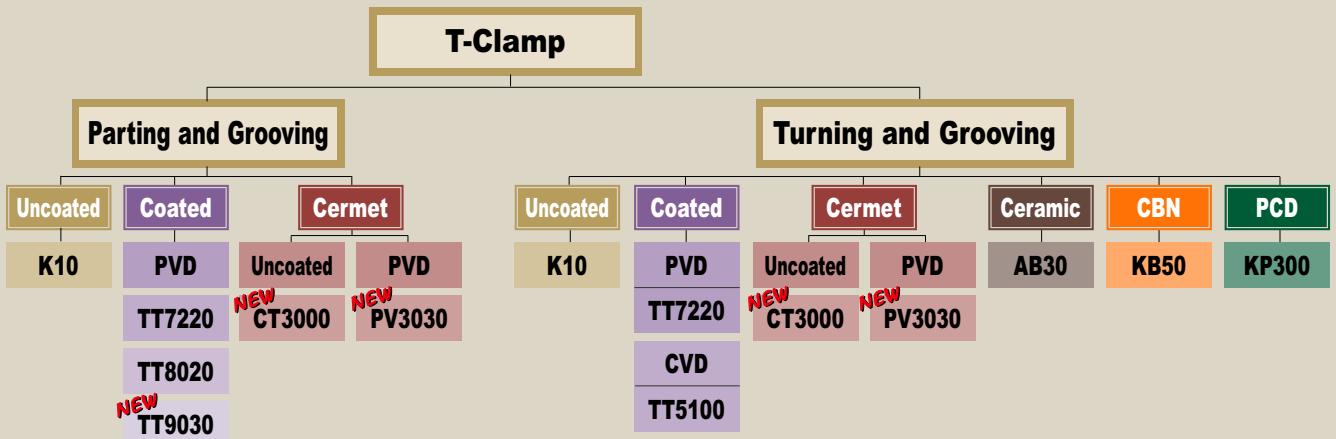 T-Clamp
Parting and Grooving
Turning and Grooving
Uncoated
Coated
Cermet
Uncoated
Coated
Cermet
Ceramic
CBN
PCD
K10
PVD
Uncoated
PVD
K10
PVD
Uncoated
PVD
AB30
KB50
KP300
TT7220
NEW
CT3000
NEW
PV3030
TT7220
NEW
CT3000
NEW
PV3030
TT8020
CVD
NEW
TT9030
TT5100